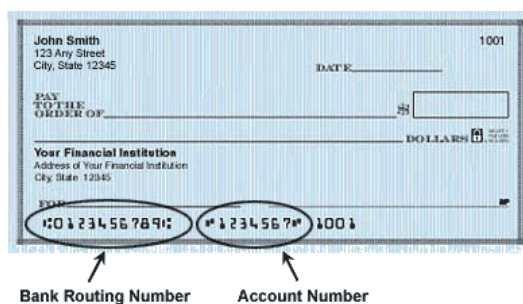 John Smith 1001
123 Any Street
City, State 12345
DATE
PAY
TO THE
ORDER OF
DOLLARS
Your Financial Institution
Address of Your Financial Institution
City, State 12345
FOR MP
⑆0123456789⑆ ⑈1234567⑈ 1001
Bank Routing Number Account Number